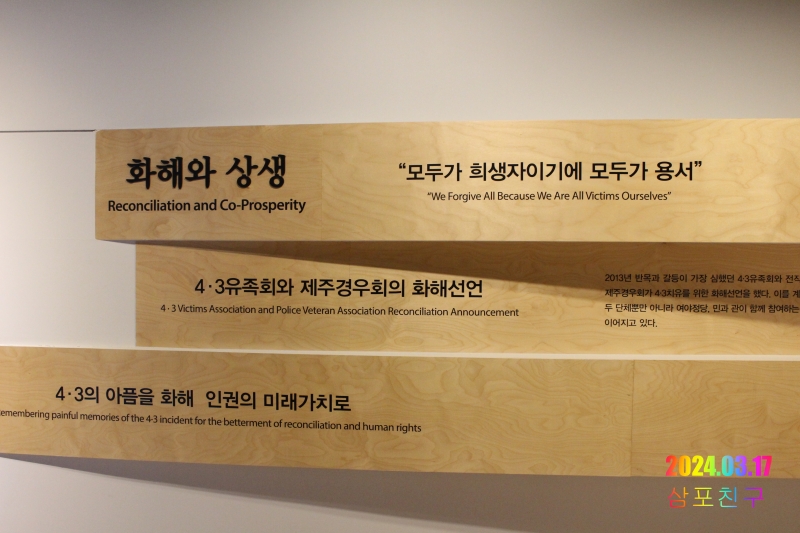 화해와 상생
Reconciliation and Co-Prosperity
“모두가 희생자이기에 모두가 용서”
“We Forgive All Because We Are All Victims Ourselves”
4·3유족회와 제주경우회의 화해선언
4·3 Victims Association and Police Veteran Association Reconciliation Announcement
2013년 반목과 갈등이 가장 심했던 4·3유족회와 전직
제주경우회가 4·3치유를 위한 화해선언을 했다. 이를 계
두 단체뿐만 아니라 여야정당, 민과 관이 함께 참여하는
이어지고 있다.
4·3의 아픔을 화해 인권의 미래가치로
emembering painful memories of the 4·3 incident for the betterment of reconciliation and human rights
2024.03.17
삼포친구